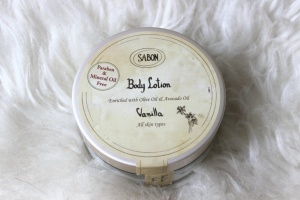 SABON
Paraben
&
Mineral Oil
Free
Body Lotion
Enriched with Olive Oil & Avocado Oil
Vanilla
All skin types